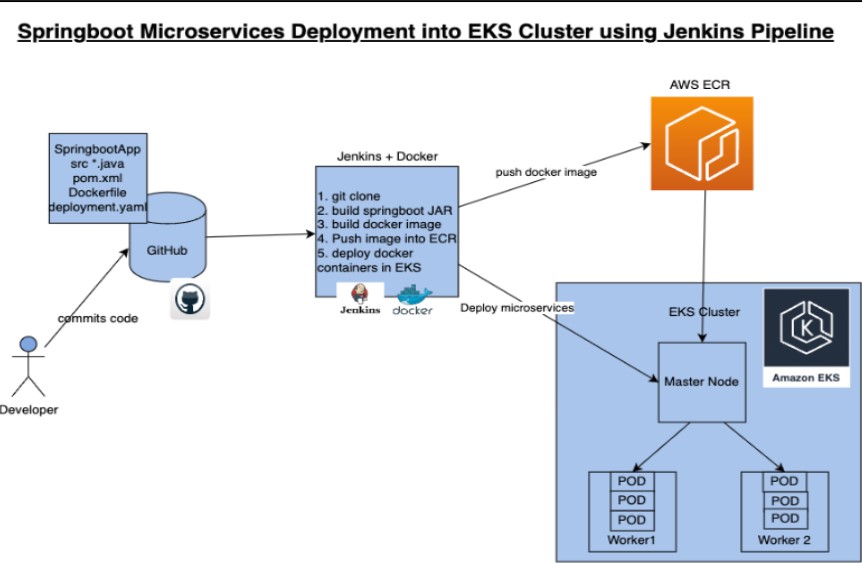 Springboot Microservices Deployment into EKS Cluster using Jenkins Pipeline
AWS ECR
SpringbootApp
src *.java
pom.xml
Dockerfile
deployment.yaml
GitHub
commits code
Developer
Jenkins + Docker
1. git clone
2. build springboot JAR
3. build docker image
4. Push image into ECR
5. deploy docker
containers in EKS
Jenkins
docker
push docker image
Deploy microservices
EKS Cluster
K
Amazon EKS
Master Node
POD
POD
POD
Worker1
POD
POD
POD
Worker 2